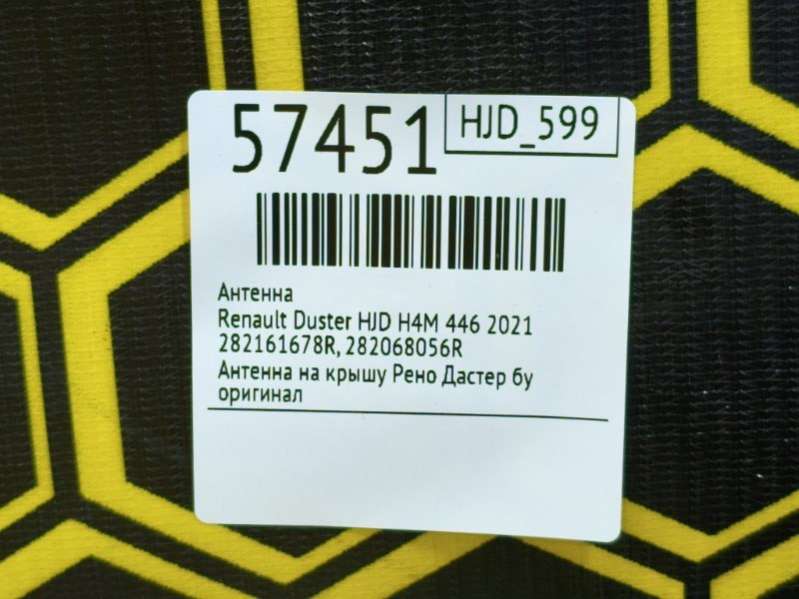 57451
HJD_599
Антенна
Renault Duster HJD H4M 446 2021
282161678R, 282068056R
Антенна на крышу Рено Дастер бу
оригинал